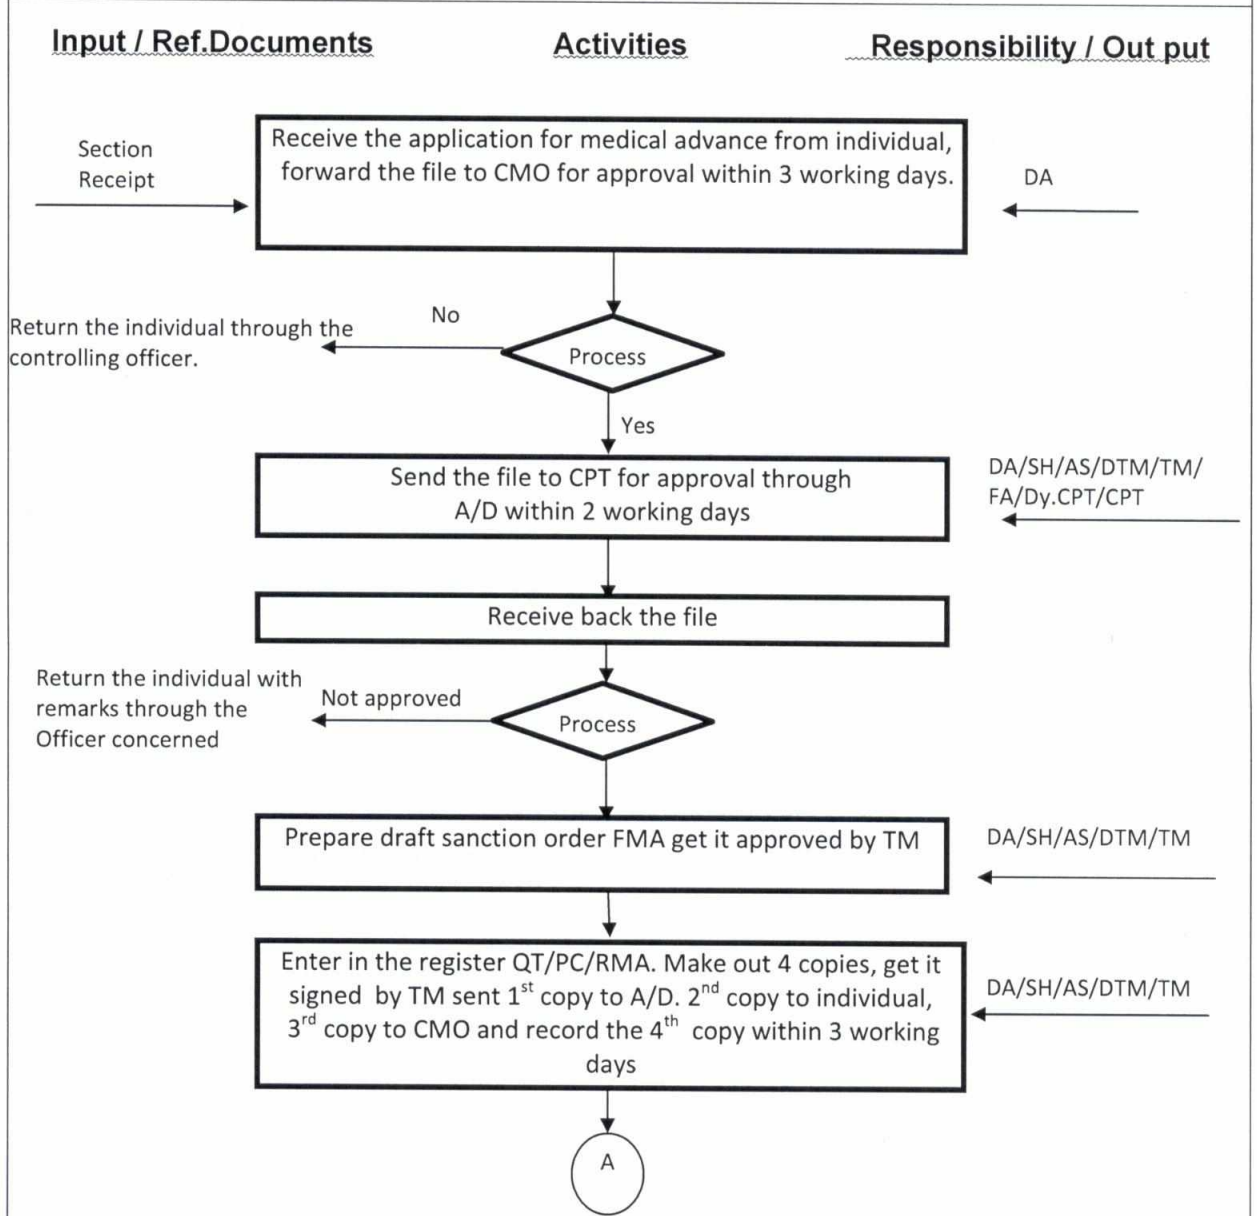 Input / Ref.Documents
Activities
Responsibility / Out put
Section
Receipt
Receive the application for medical advance from individual,
forward the file to CMO for approval within 3 working days.
DA
No
Return the individual through the
controlling officer.
Process
Yes
Send the file to CPT for approval through
A/D within 2 working days
DA/SH/AS/DTM/TM/
FA/Dy.CPT/CPT
Receive back the file
Return the individual with
remarks through the
Officer concerned
Not approved
Process
Prepare draft sanction order FMA get it approved by TM
DA/SH/AS/DTM/TM
Enter in the register QT/PC/RMA. Make out 4 copies, get it
signed by TM sent 1st copy to A/D. 2nd copy to individual,
3rd copy to CMO and record the 4th copy within 3 working
days
DA/SH/AS/DTM/TM
A